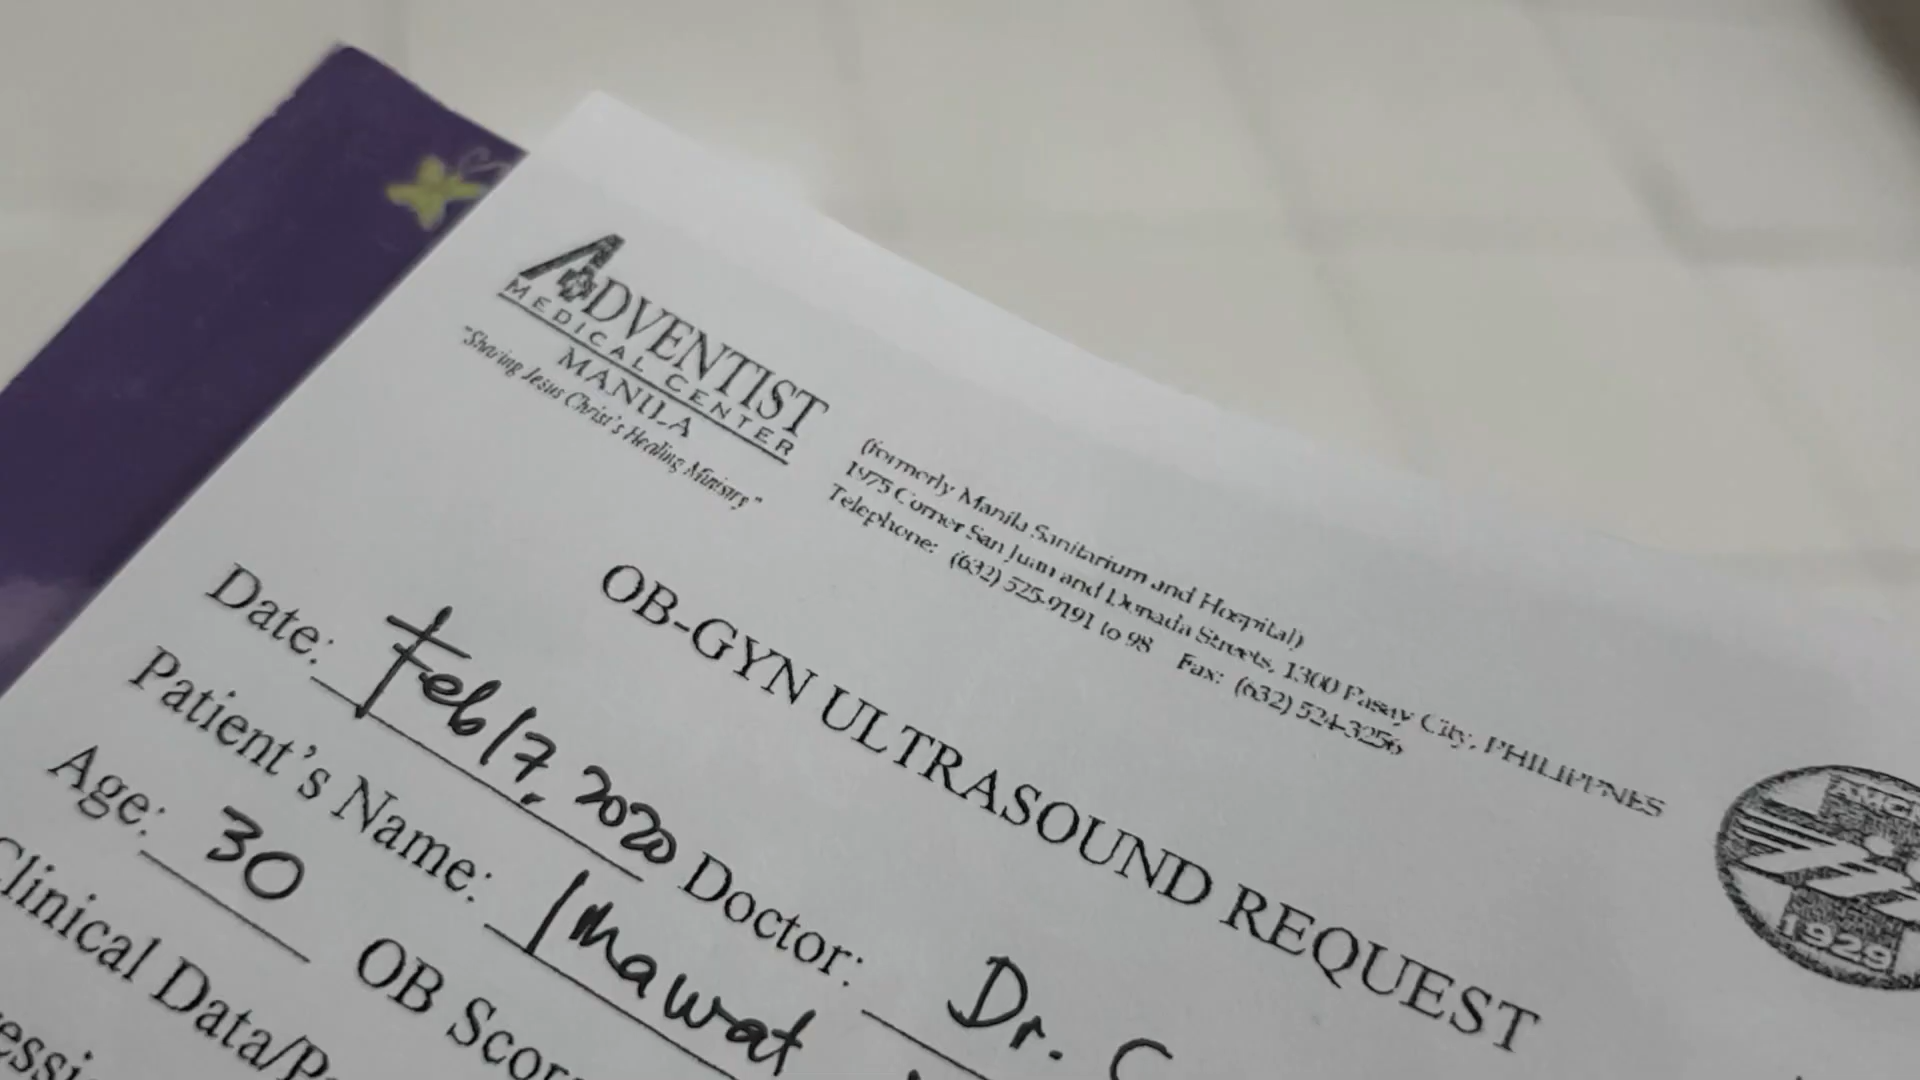 ADVENTIST
MEDICAL CENTER
MANILA
"Sharing Jesus Christ's Healing Ministry"
(formerly Manila Sanitarium and Hospital)
1975 Corner San Juan and Donada Streets, 1300 Pasay City, PHILIPPINES
Telephone: (632) 525-9191 to 98 Fax: (632) 524-3256
AMC
1929
OB-GYN ULTRASOUND REQUEST
Date: Feb 17, 2020 Doctor: Dr. C
Patient's Name: Imawat
Age: 30 OB Scor
Clinical Data/P
essi